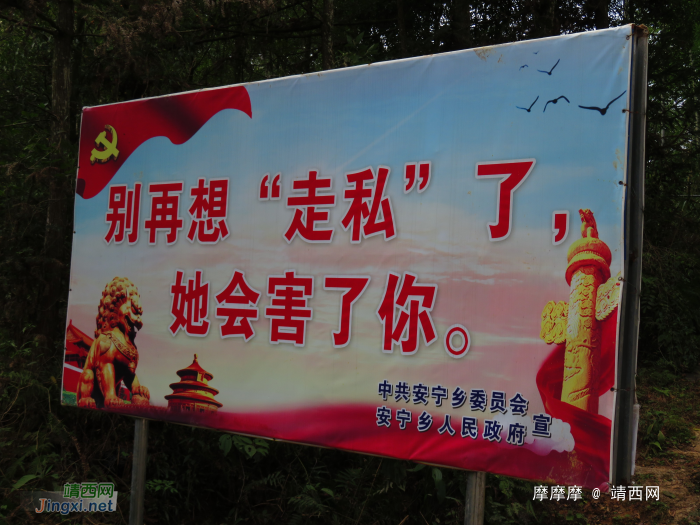 别再想“走私”了,
她会害了你。
中共安宁乡委员会
安宁乡人民政府 宣
靖西网
Jingxi.net
摩摩摩 @ 靖西网